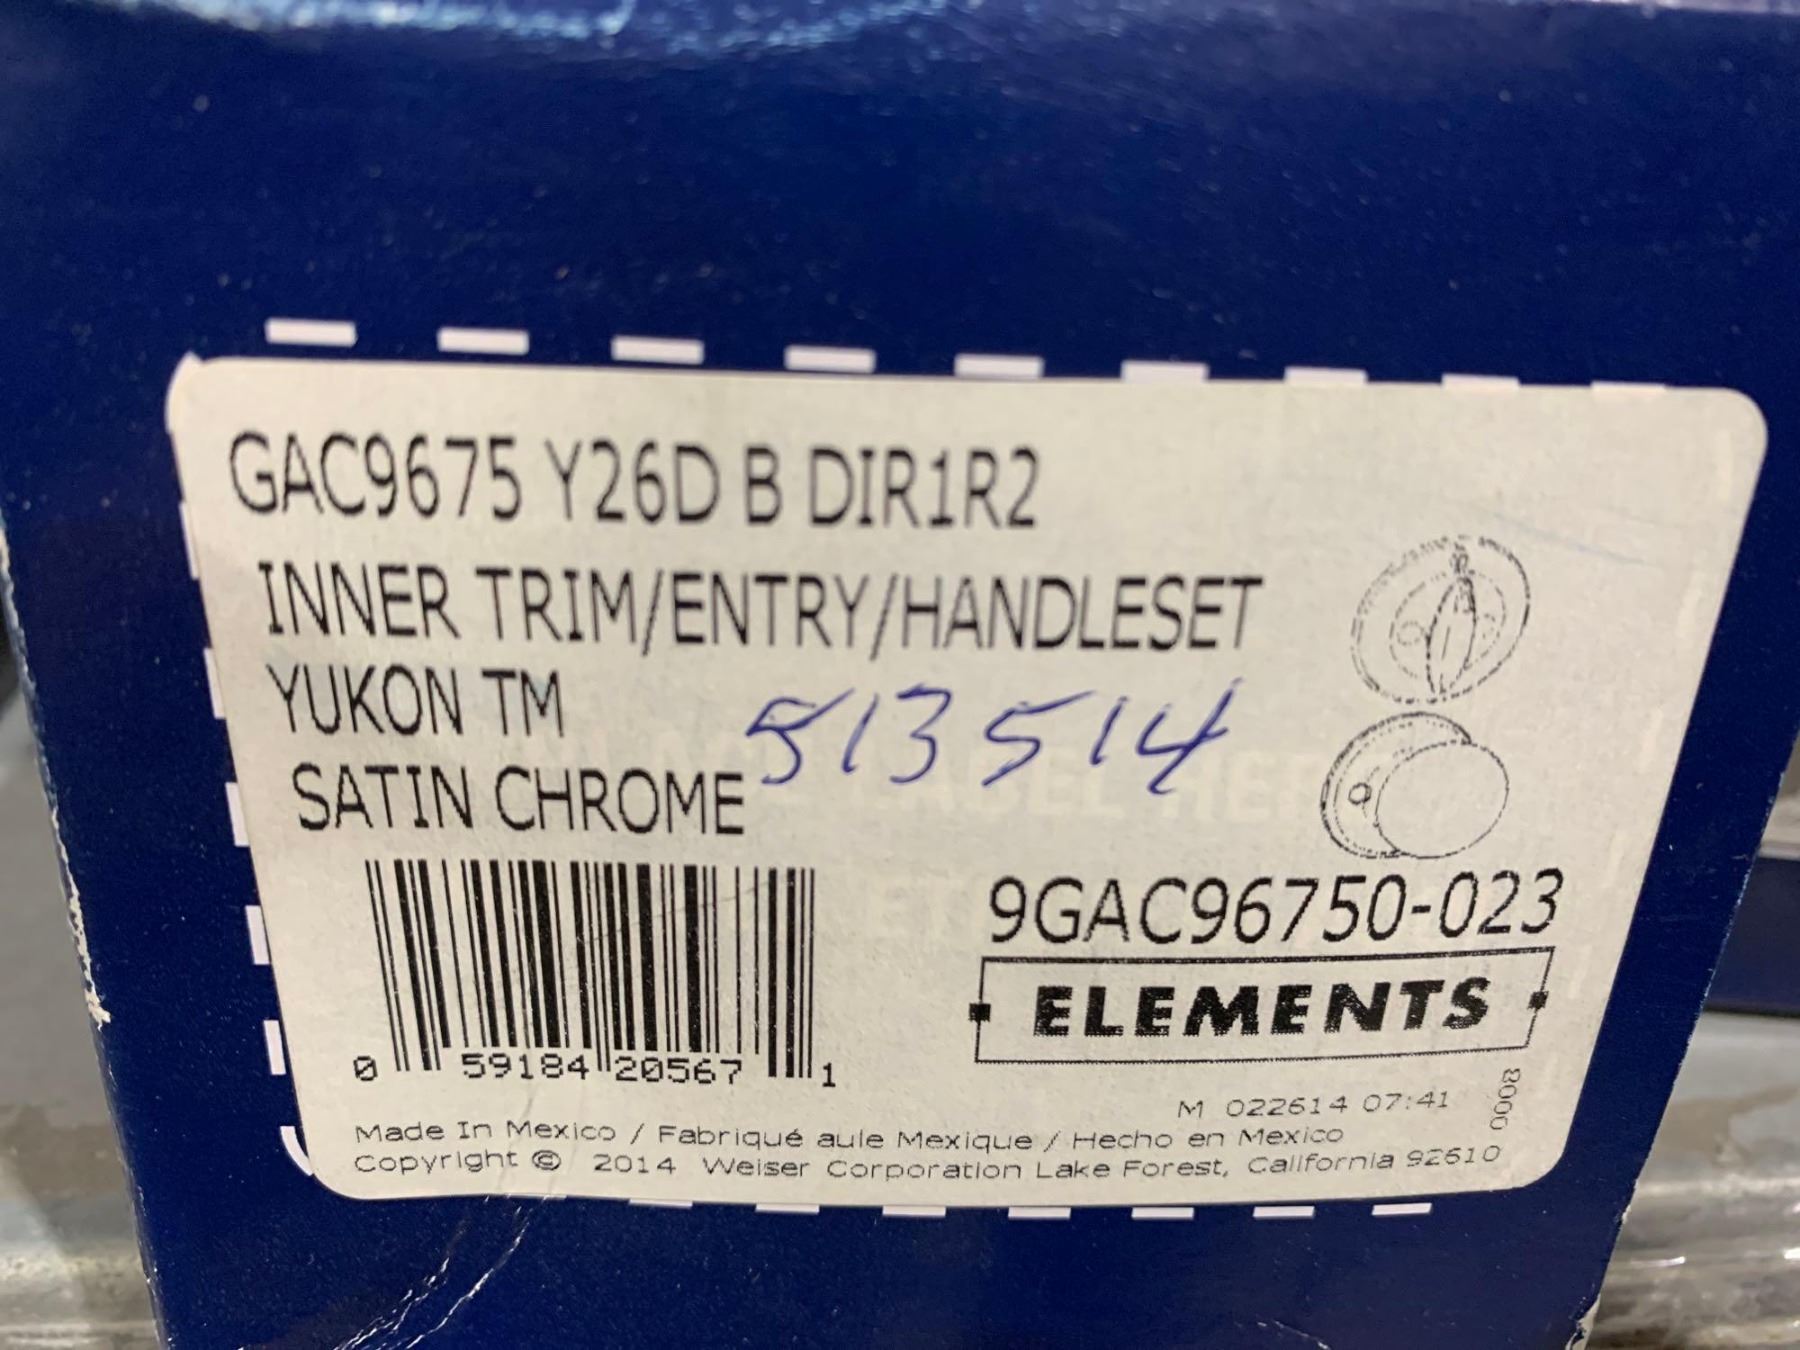 GAC9675 Y26D B DIR1R2
INNER TRIM/ENTRY/HANDLESET
YUKON TM
513514
SATIN CHROME
9GAC96750-023
ELEMENTS
0 59184 20567 1
M 022614 07:41
8000
Made In Mexico / Fabriqué aule Mexique / Hecho en Mexico
Copyright © 2014 Weiser Corporation Lake Forest, California 92610